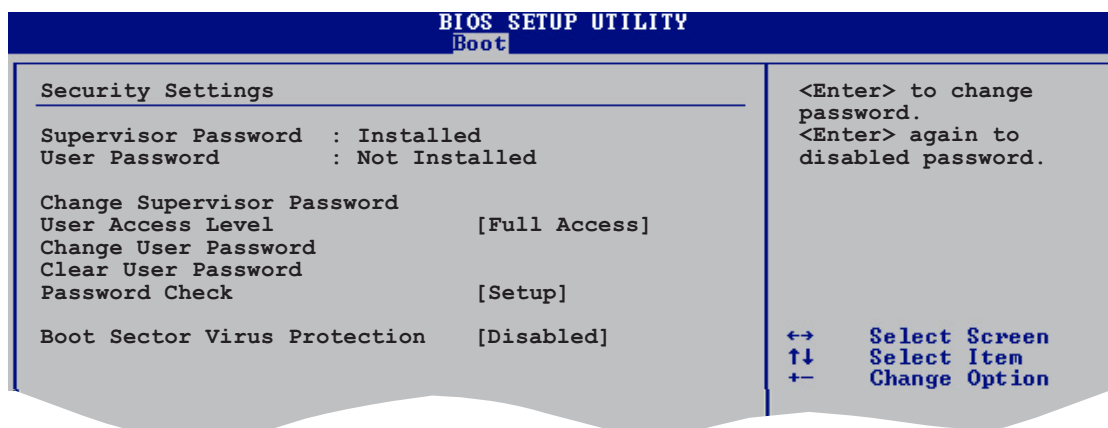 BIOS SETUP UTILITY
Boot
Security Settings
Supervisor Password : Installed
User Password : Not Installed
Change Supervisor Password
User Access Level [Full Access]
Change User Password
Clear User Password
Password Check [Setup]
Boot Sector Virus Protection [Disabled]
<Enter> to change
password.
<Enter> again to
disabled password.
←→ Select Screen
↑↓ Select Item
+− Change Option